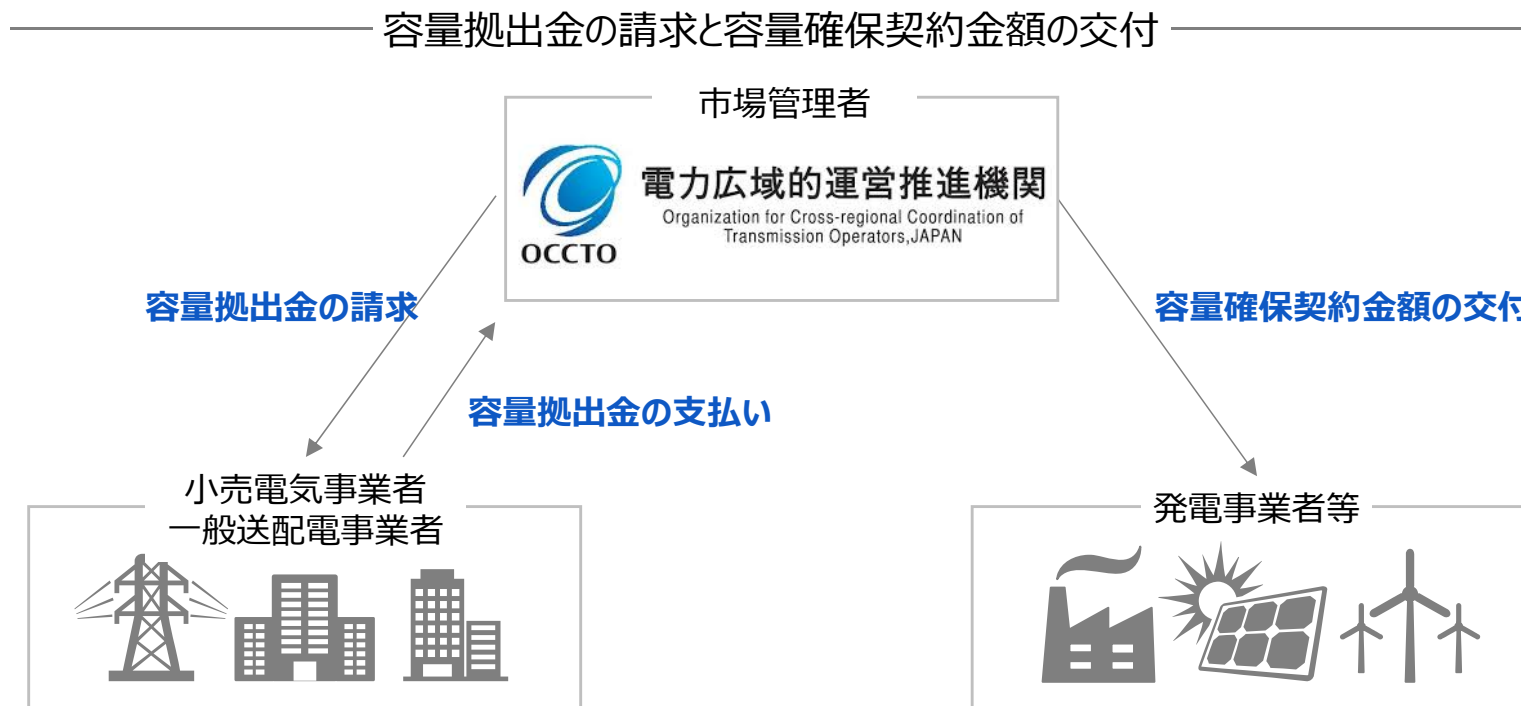 容量拠出金の請求と容量確保契約金額の交付
市場管理者
電力広域的運営推進機関
Organization for Cross-regional Coordination of
Transmission Operators,JAPAN
OCCTO
容量拠出金の請求
容量確保契約金額の交付
容量拠出金の支払い
小売電気事業者
一般送配電事業者
発電事業者等